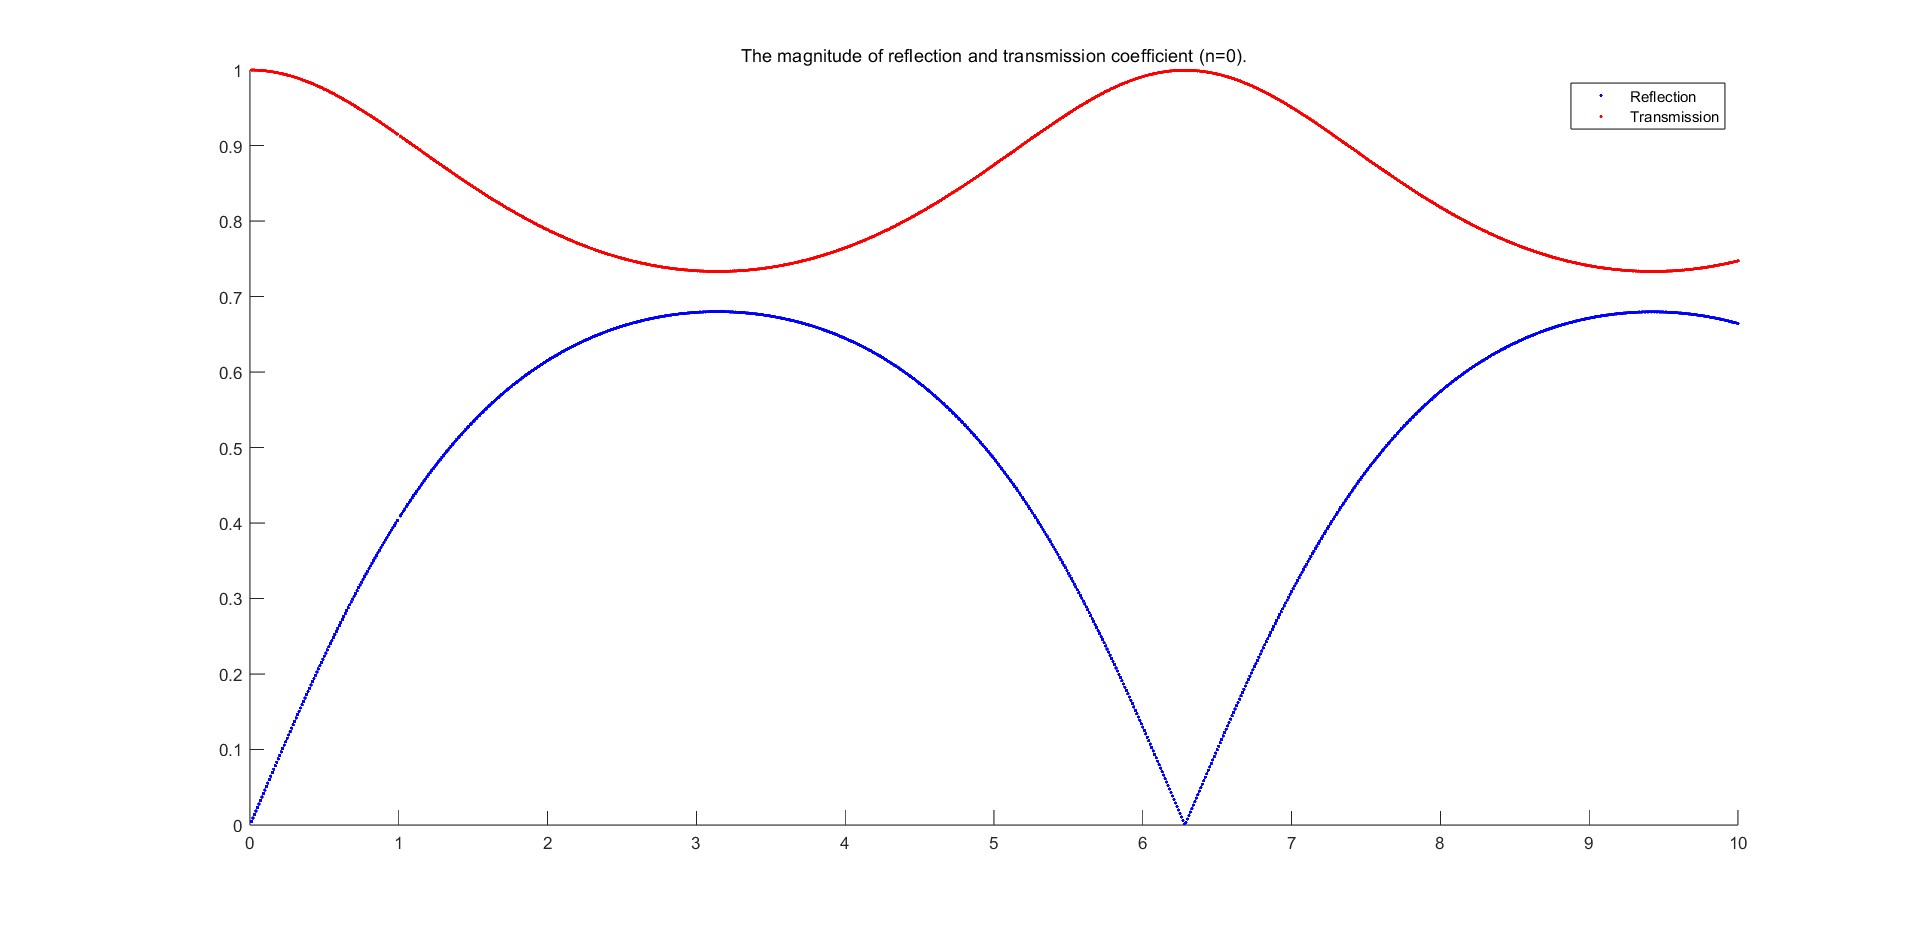 The magnitude of reflection and transmission coefficient (n=0).
Reflection
Transmission
1
0.9
0.8
0.7
0.6
0.5
0.4
0.3
0.2
0.1
0
0 1 2 3 4 5 6 7 8 9 10